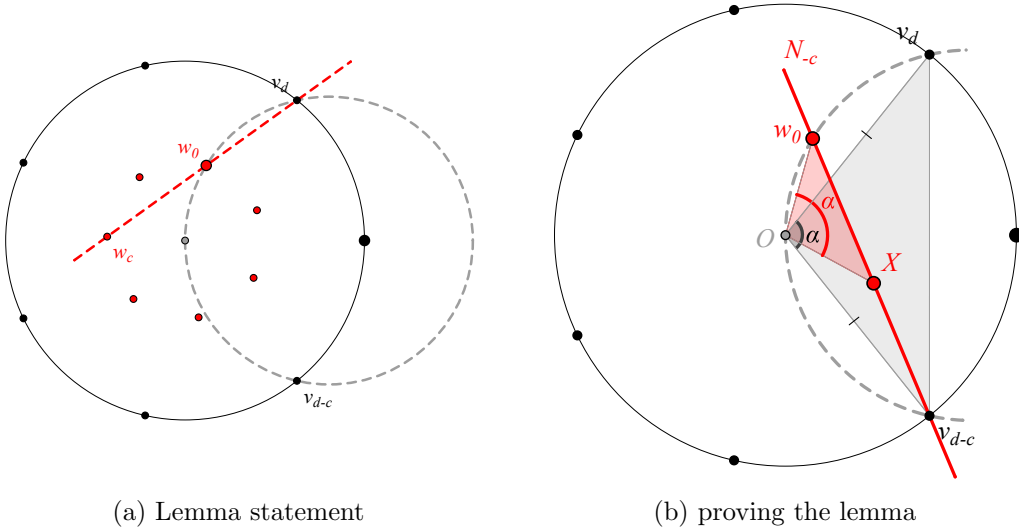 v_d
w_0
w_c
v_{d-c}
(a) Lemma statement
v_d
N_{-c}
w_0
α
O
α
X
v_{d-c}
(b) proving the lemma